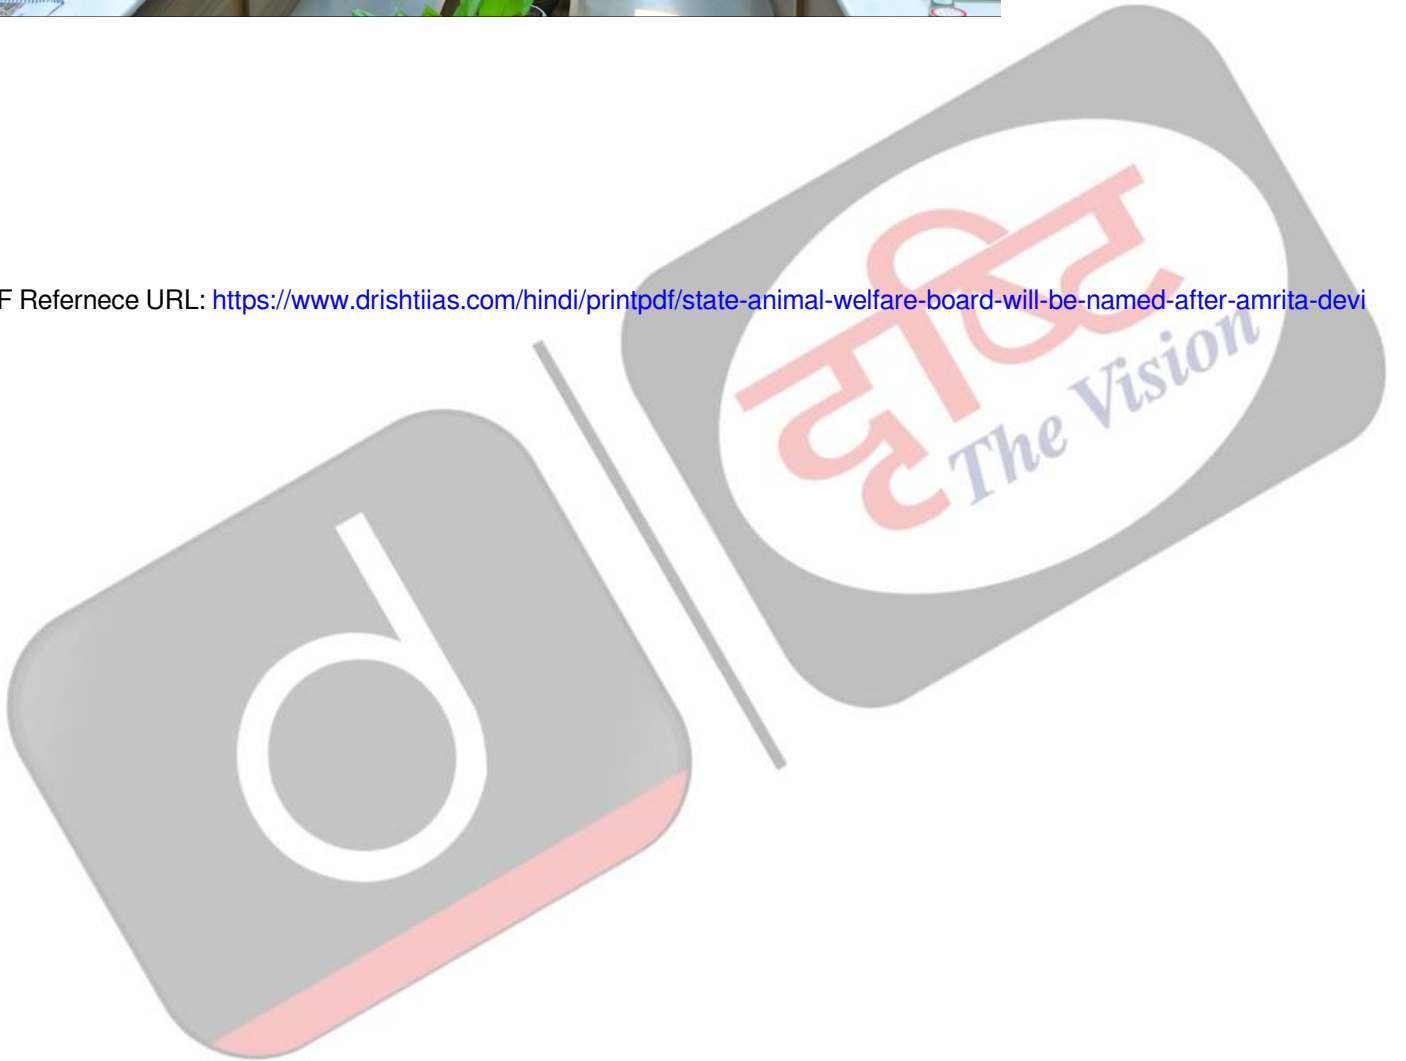 F Refernece URL: https://www.drishtiias.com/hindi/printpdf/state-animal-welfare-board-will-be-named-after-amrita-devi
दृष्टि
The Vision
d